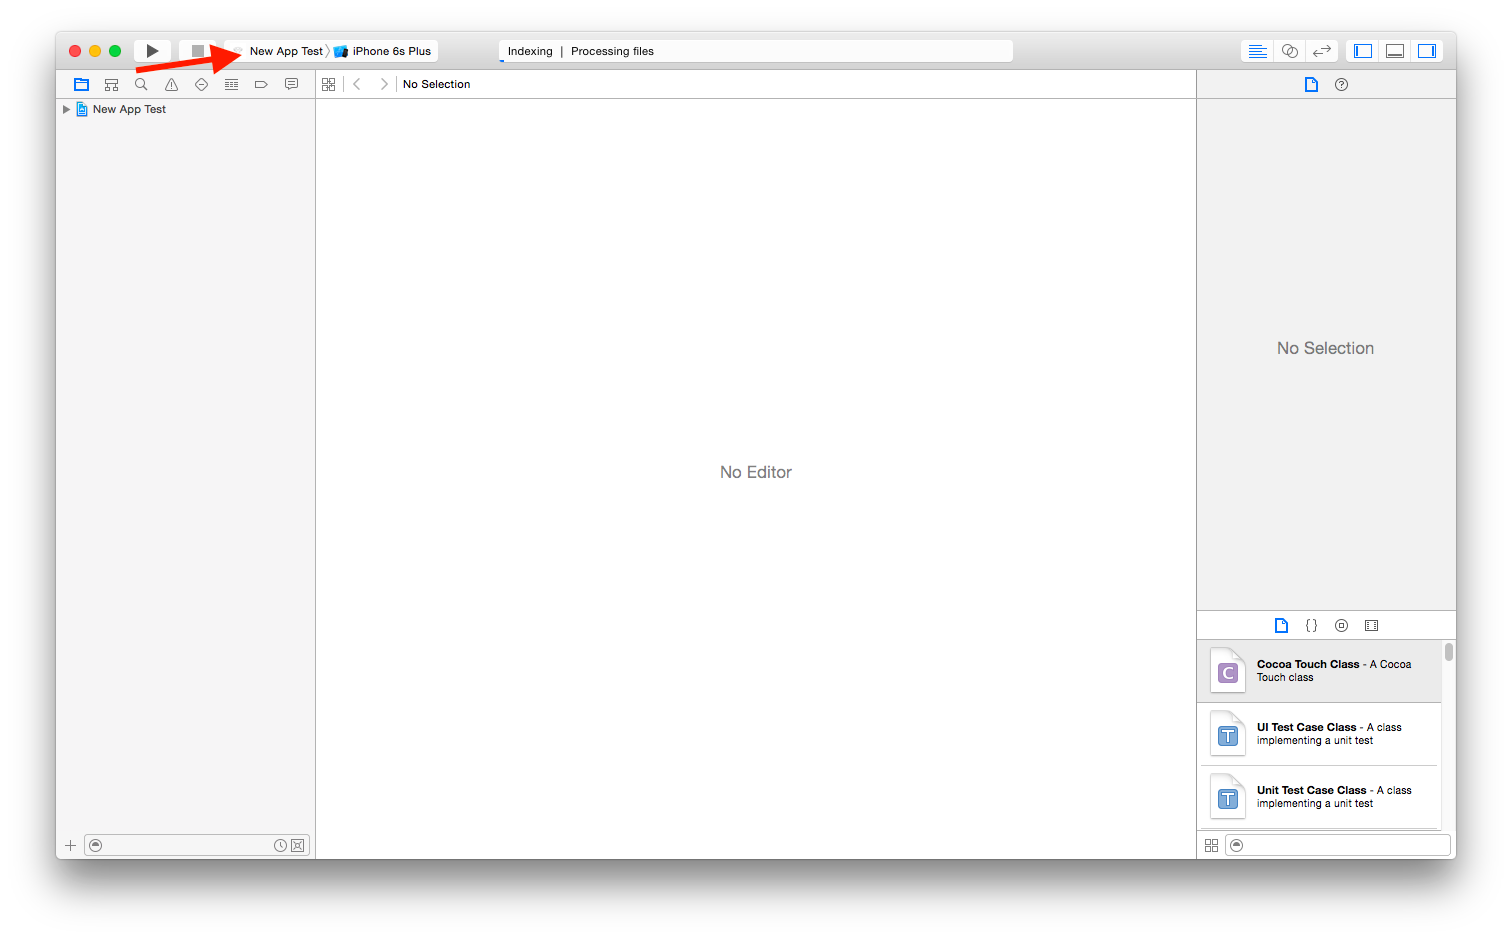 New App Test
iPhone 6s Plus
Indexing | Processing files
No Selection
New App Test
No Editor
No Selection
{}
C
Cocoa Touch Class - A Cocoa
Touch class
T
UI Test Case Class - A class
implementing a unit test
T
Unit Test Case Class - A class
implementing a unit test